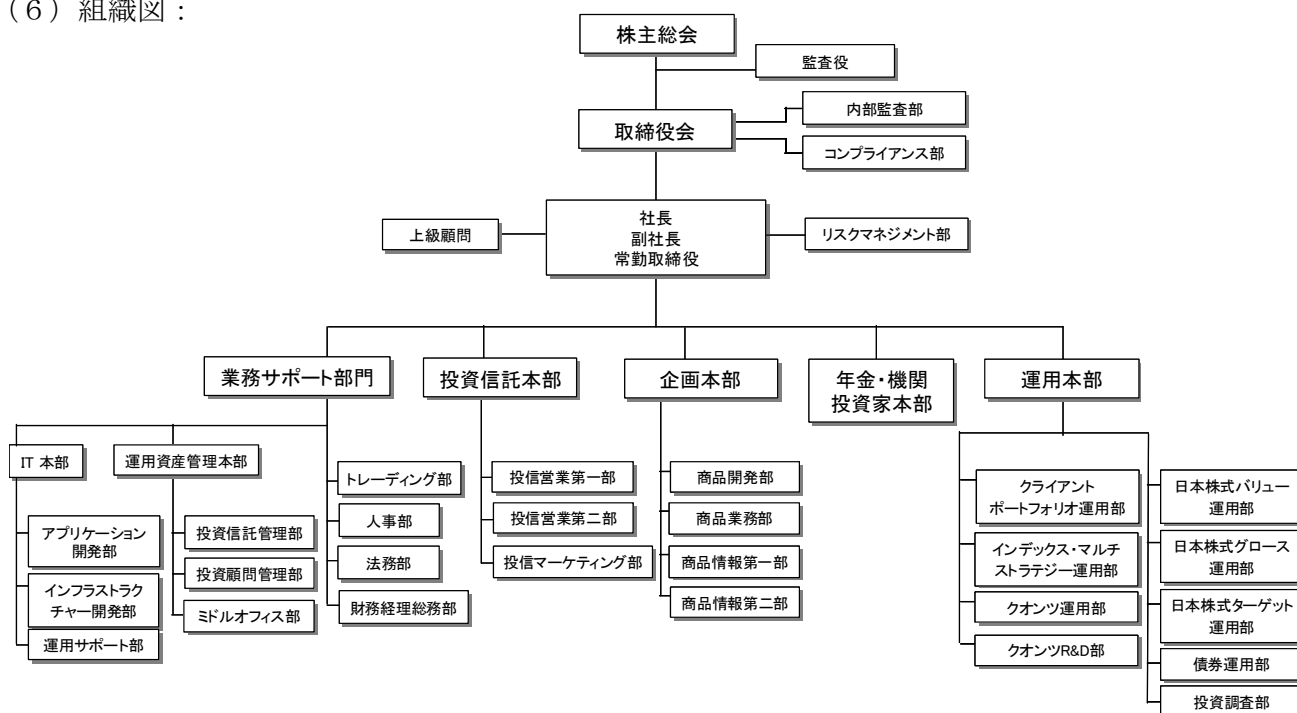 （６）組織図：
株主総会
監査役
内部監査部
取締役会
コンプライアンス部
社長
副社長
常勤取締役
上級顧問
リスクマネジメント部
業務サポート部門
投資信託本部
企画本部
年金・機関
投資家本部
運用本部
IT 本部
アプリケーション
開発部
インフラストラク
チャー開発部
運用サポート部
運用資産管理本部
投資信託管理部
投資顧問管理部
ミドルオフィス部
トレーディング部
人事部
法務部
財務経理総務部
投信営業第一部
投信営業第二部
投信マーケティング部
商品開発部
商品業務部
商品情報第一部
商品情報第二部
クライアント
ポートフォリオ運用部
インデックス・マルチ
ストラテジー運用部
クオンツ運用部
クオンツR&D部
日本株式バリュー
運用部
日本株式グロース
運用部
日本株式ターゲット
運用部
債券運用部
投資調査部